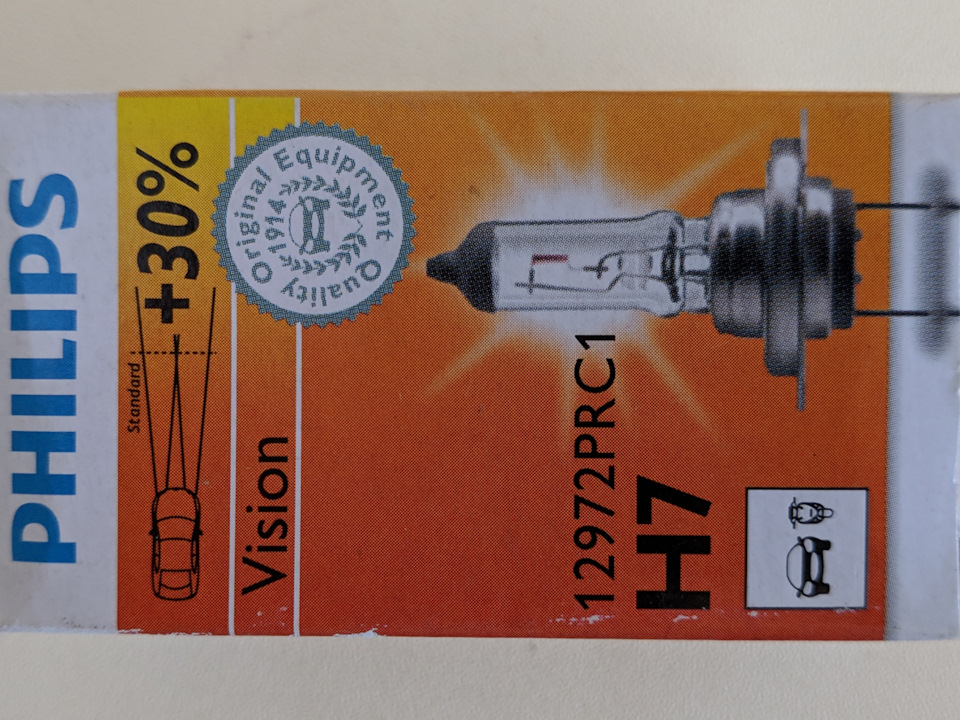 PHILIPS
Standard
+30%
Vision
Original Equipment
1914
Quality
12972PRC1
H7